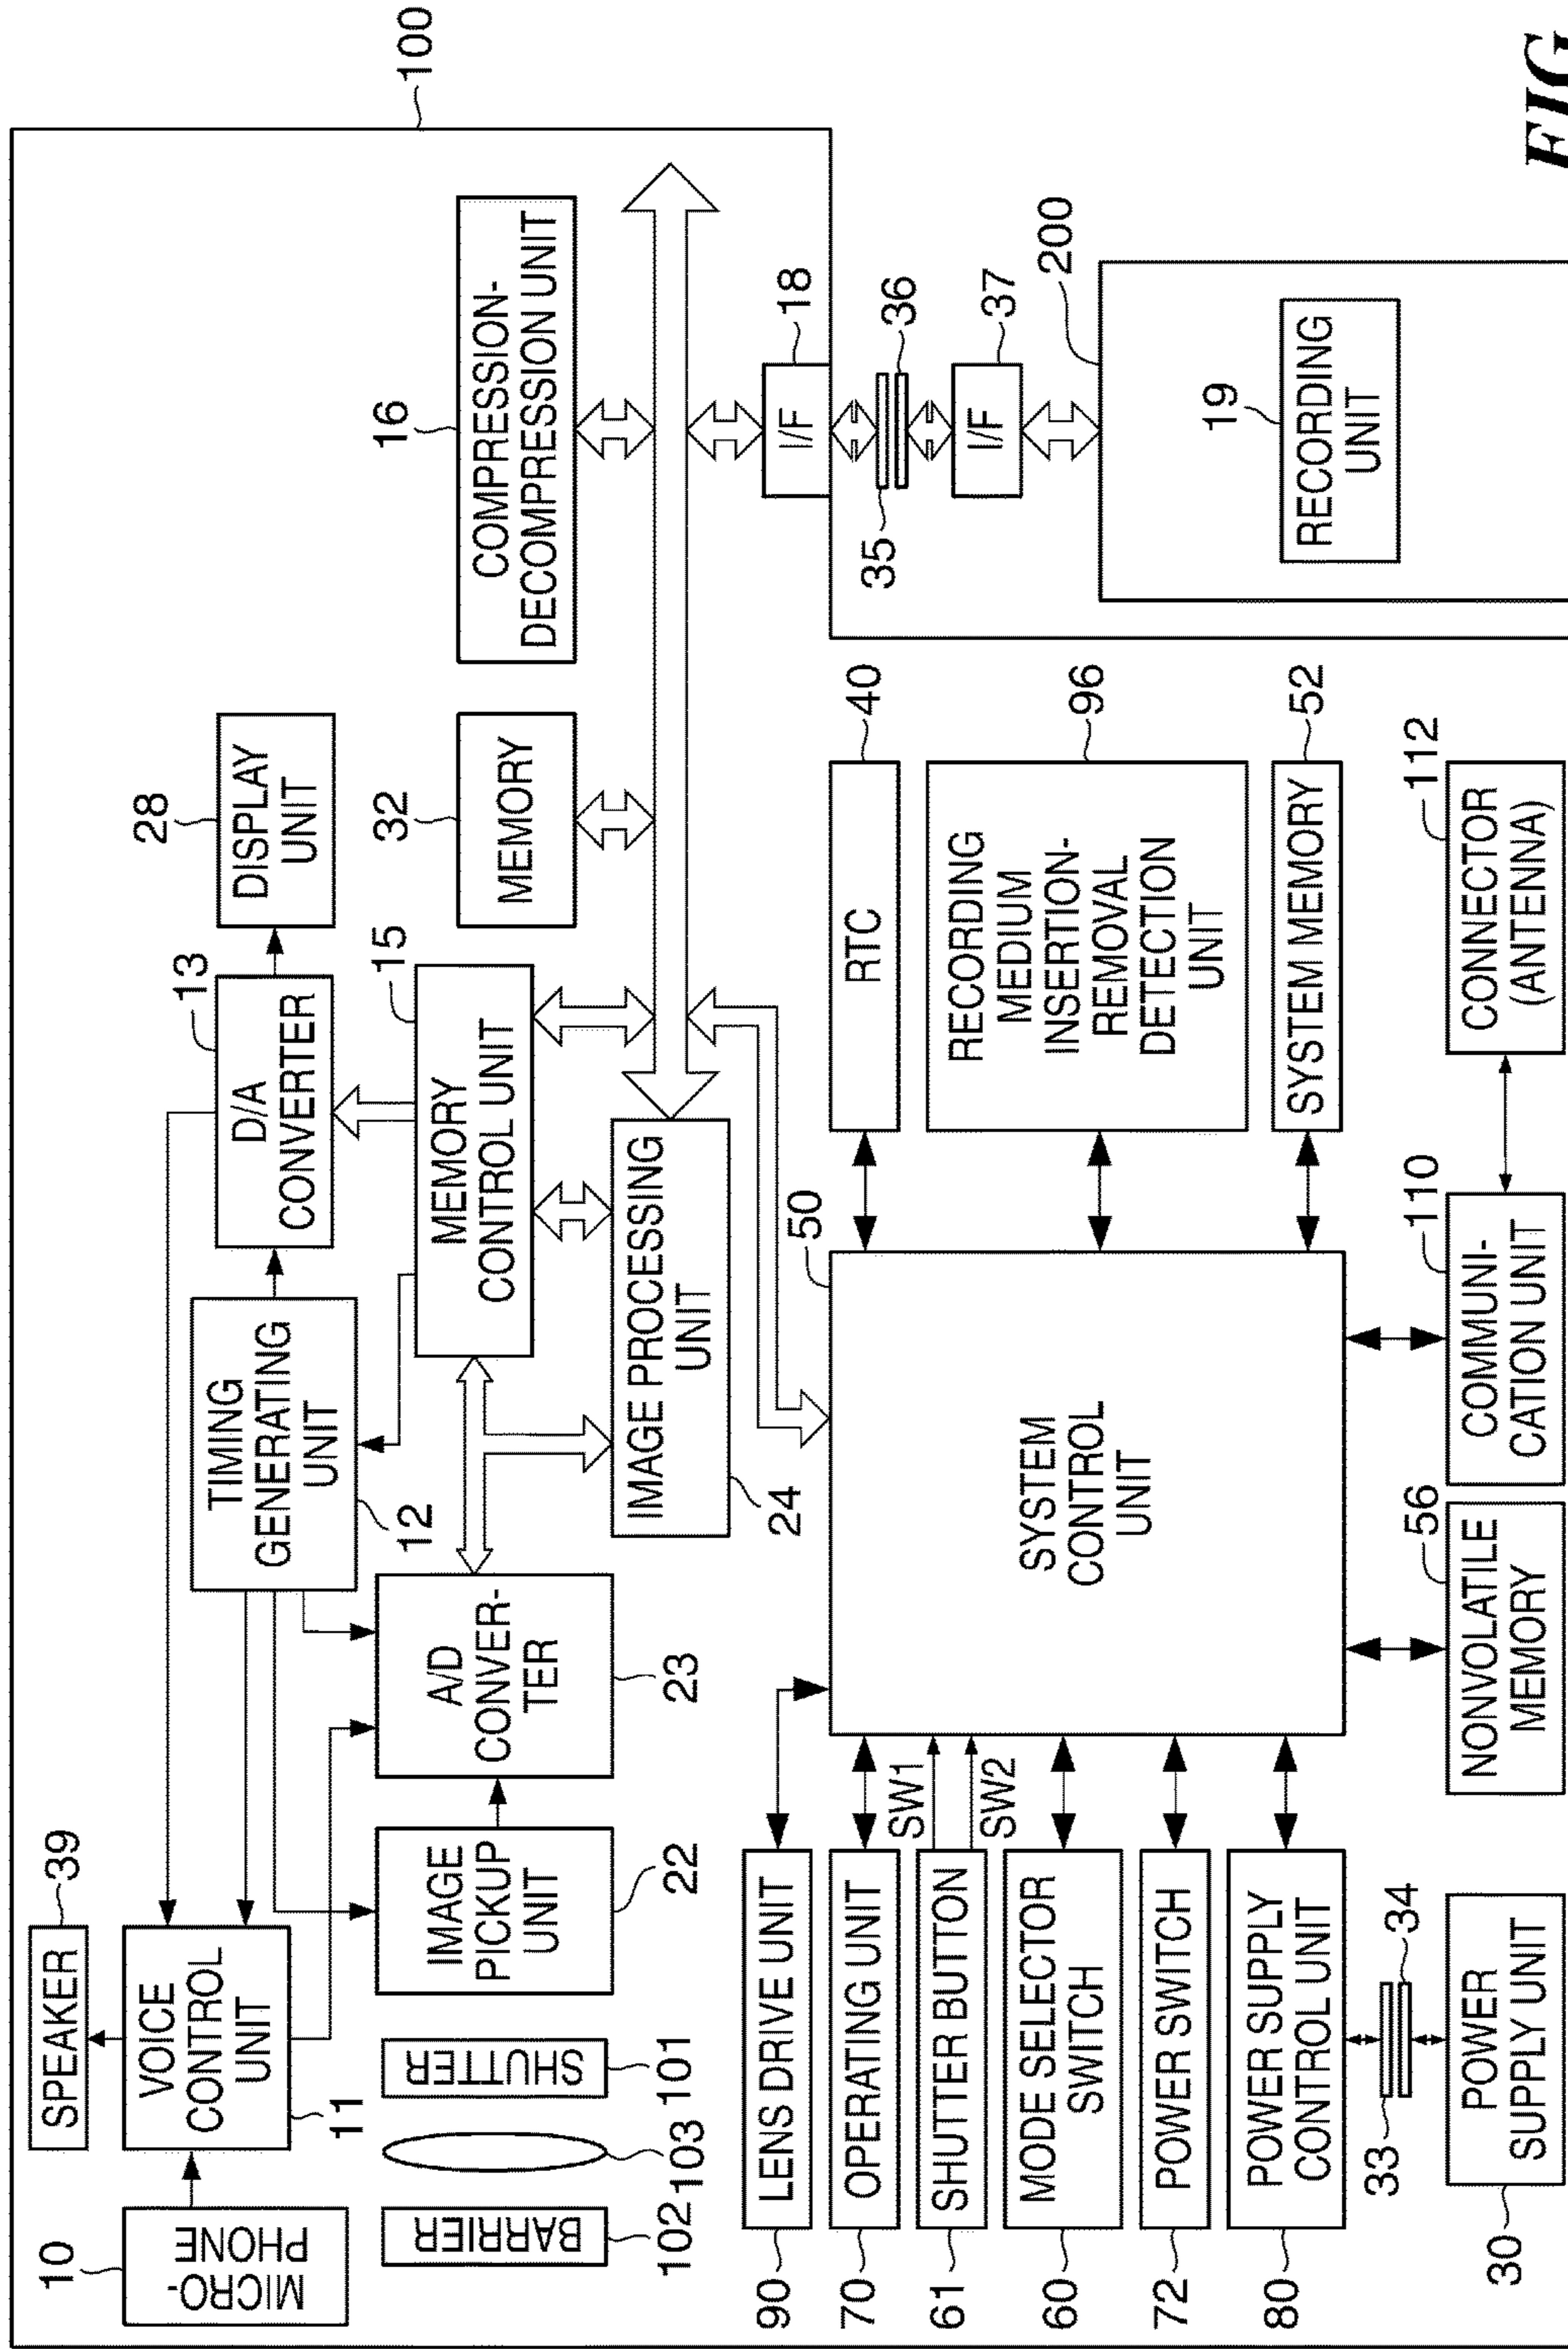 100
10
MICRO-
PHONE
SPEAKER
39
VOICE
CONTROL
UNIT
11
TIMING
GENERATING
UNIT
12
D/A
CONVERTER
13
DISPLAY
UNIT
28
BARRIER
102
103
SHUTTER
101
IMAGE
PICKUP
UNIT
22
A/D
CONVER-
TER
23
MEMORY
CONTROL UNIT
15
MEMORY
32
COMPRESSION-
DECOMPRESSION UNIT
16
IMAGE PROCESSING
UNIT
24
I/F
18
35
36
I/F
37
200
19
RECORDING
UNIT
90
LENS DRIVE UNIT
70
OPERATING UNIT
61
SHUTTER BUTTON
SW1
SW2
60
MODE SELECTOR
SWITCH
72
POWER SWITCH
80
POWER SUPPLY
CONTROL UNIT
33
34
30
POWER
SUPPLY UNIT
50
SYSTEM
CONTROL
UNIT
RTC
40
RECORDING
MEDIUM
INSERTION-
REMOVAL
DETECTION
UNIT
96
SYSTEM MEMORY
52
NONVOLATILE
MEMORY
56
COMMUNI-
CATION UNIT
110
CONNECTOR
(ANTENNA)
112
FIG